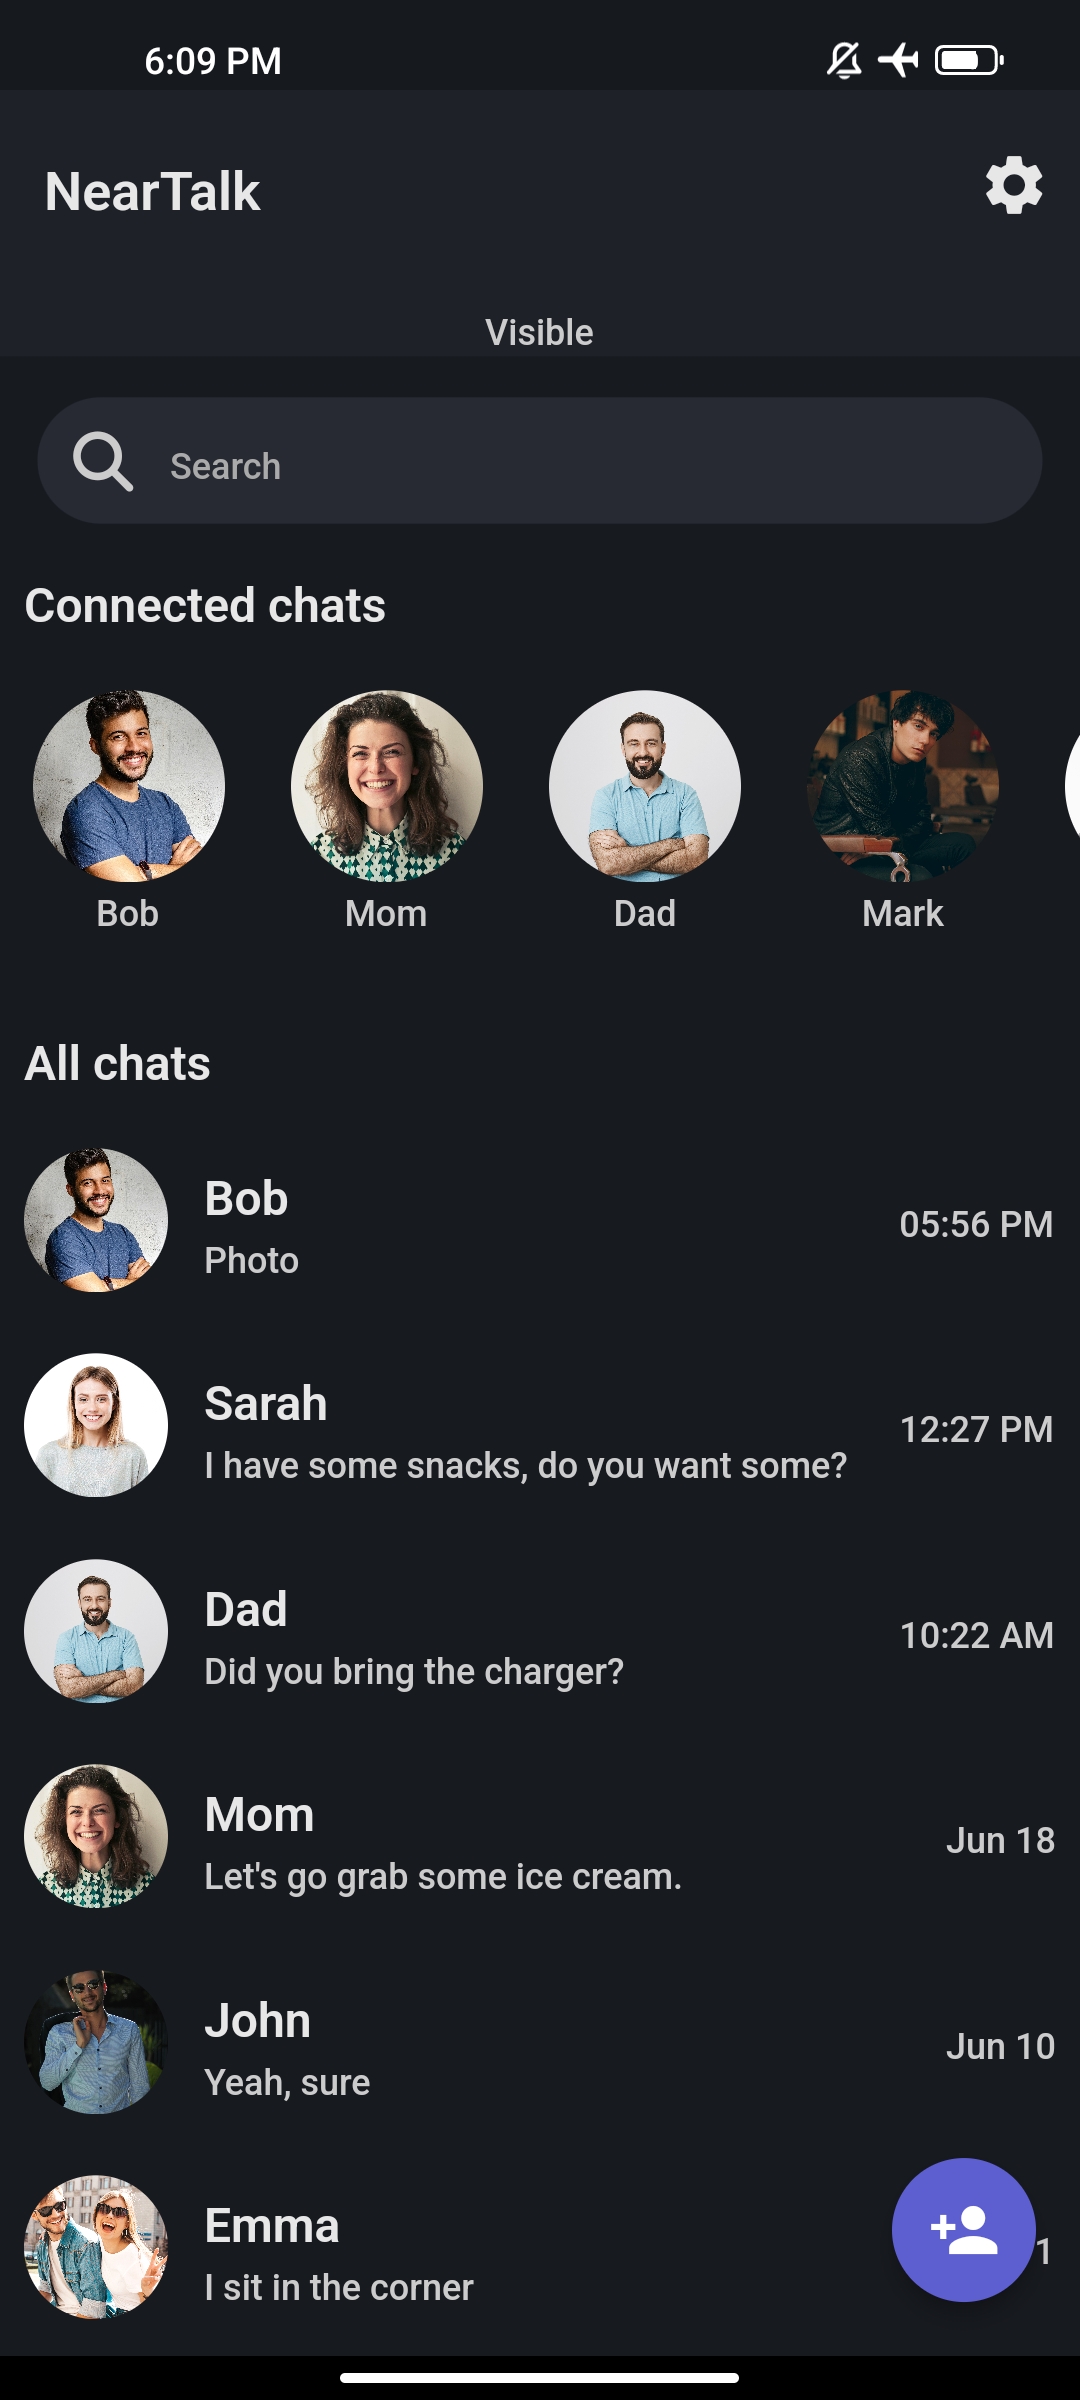 6:09 PM
NearTalk
Visible
Search
Connected chats
Bob
Mom
Dad
Mark
All chats
Bob
05:56 PM
Photo
Sarah
12:27 PM
I have some snacks, do you want some?
Dad
10:22 AM
Did you bring the charger?
Mom
Jun 18
Let's go grab some ice cream.
John
Jun 10
Yeah, sure
Emma
1
I sit in the corner